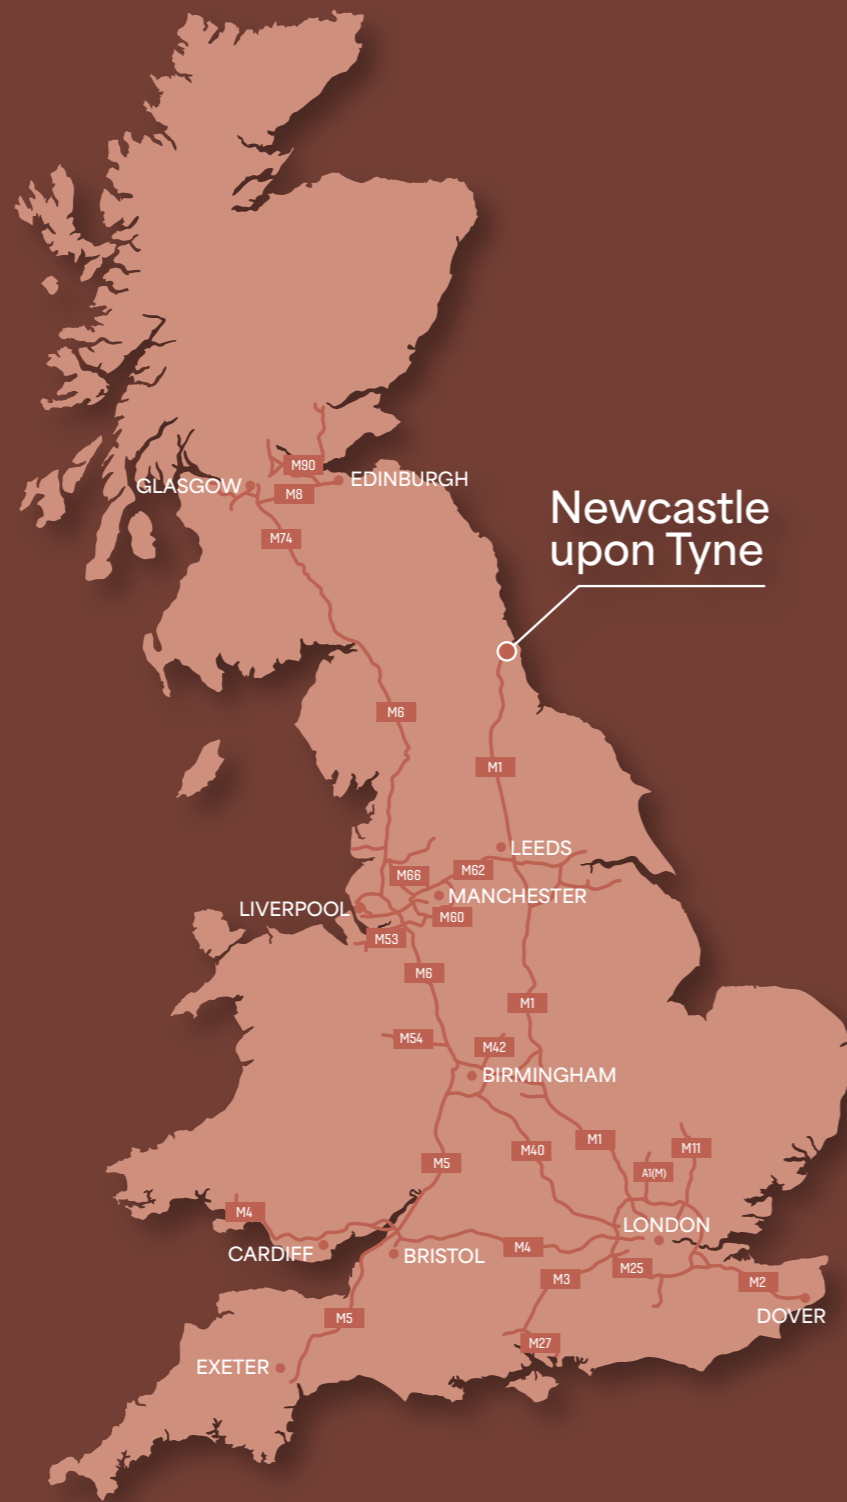 M90
GLASGOW
EDINBURGH
M8
Newcastle
upon Tyne
M74
M6
M1
LEEDS
M66
M62
MANCHESTER
LIVERPOOL
M60
M53
M6
M1
M54
M42
BIRMINGHAM
M1
M11
M40
M5
A1(M)
M4
LONDON
CARDIFF
BRISTOL
M4
M25
M3
M2
DOVER
M5
M27
EXETER